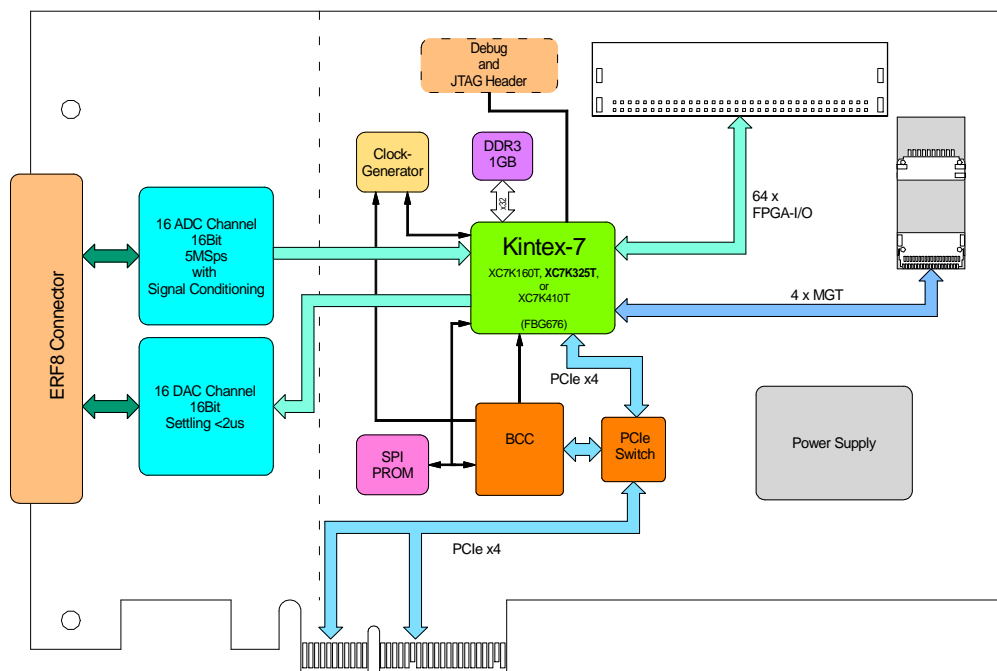 Debug
and
JTAG Header
Clock-
Generator
DDR3
1GB
x32
64 x
FPGA-I/O
ERF8 Connector
16 ADC Channel
16Bit
5MSps
with
Signal Conditioning
Kintex-7
XC7K160T, XC7K325T,
or
XC7K410T
(FBG676)
4 x MGT
16 DAC Channel
16Bit
Settling <2us
PCIe x4
BCC
PCIe
Switch
SPI
PROM
Power Supply
PCIe x4